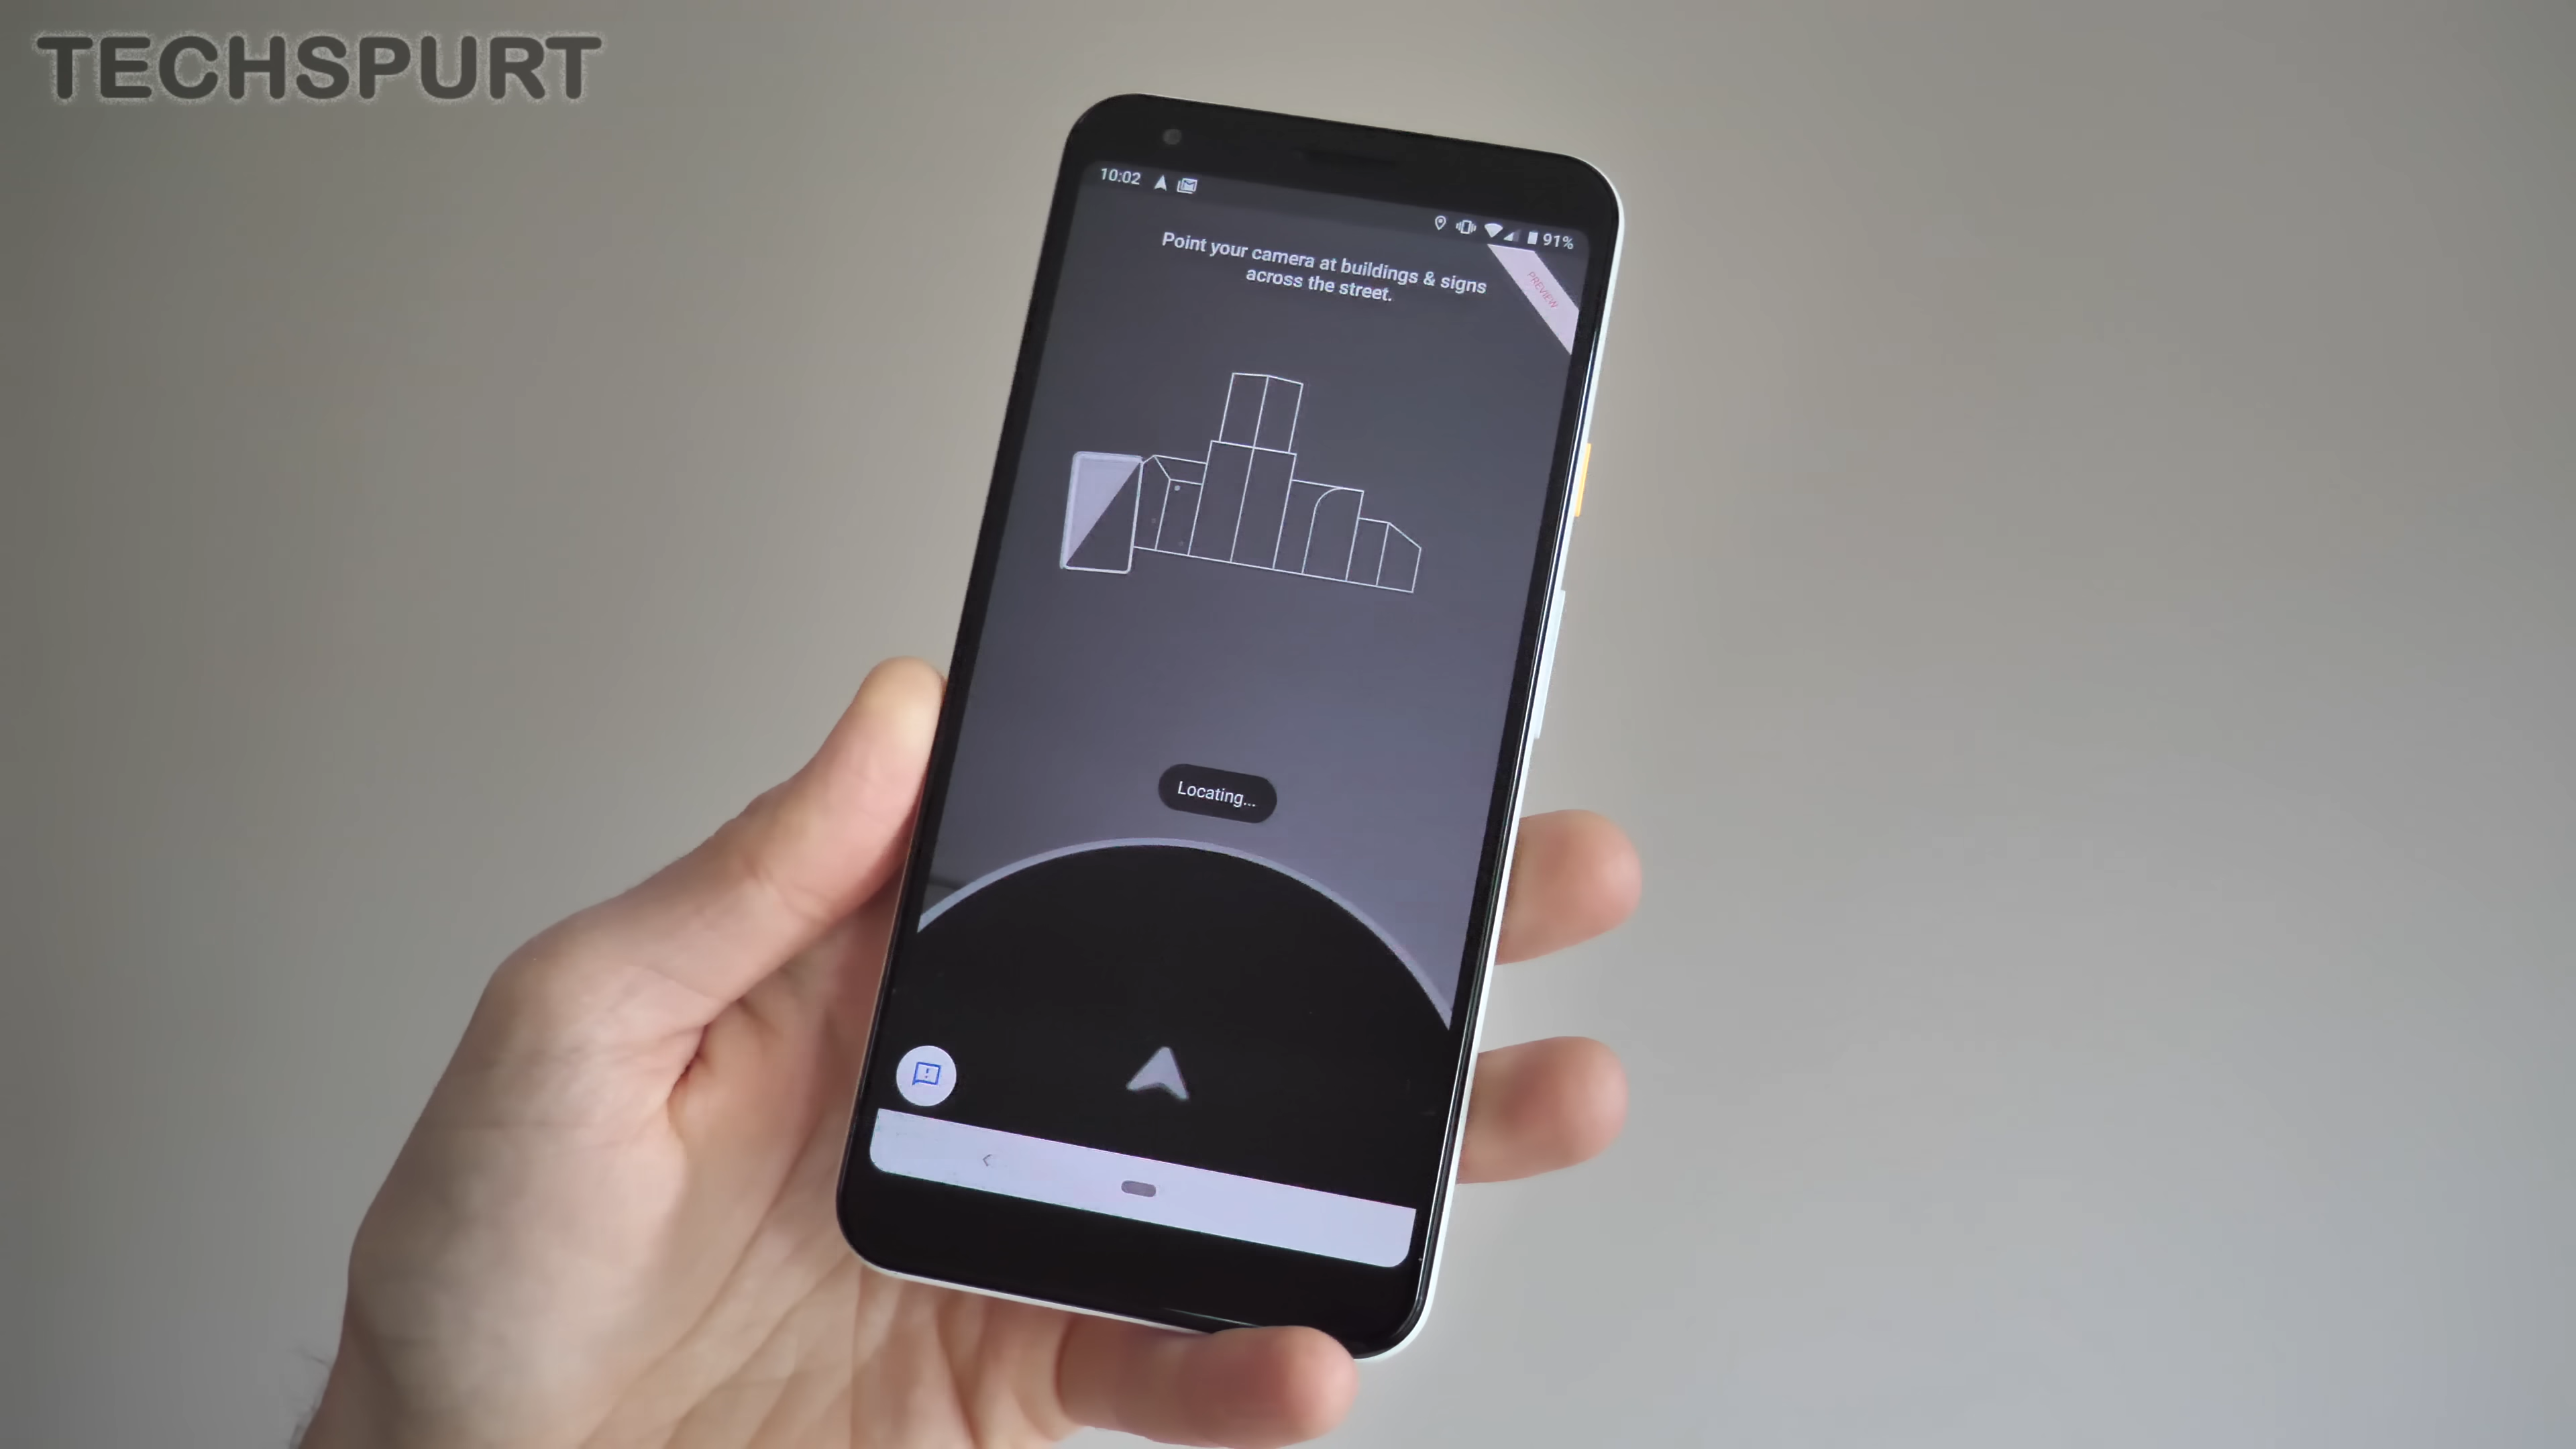 TECHSPURT
10:02
91%
PREVIEW
Point your camera at buildings & signs
across the street.
Locating...